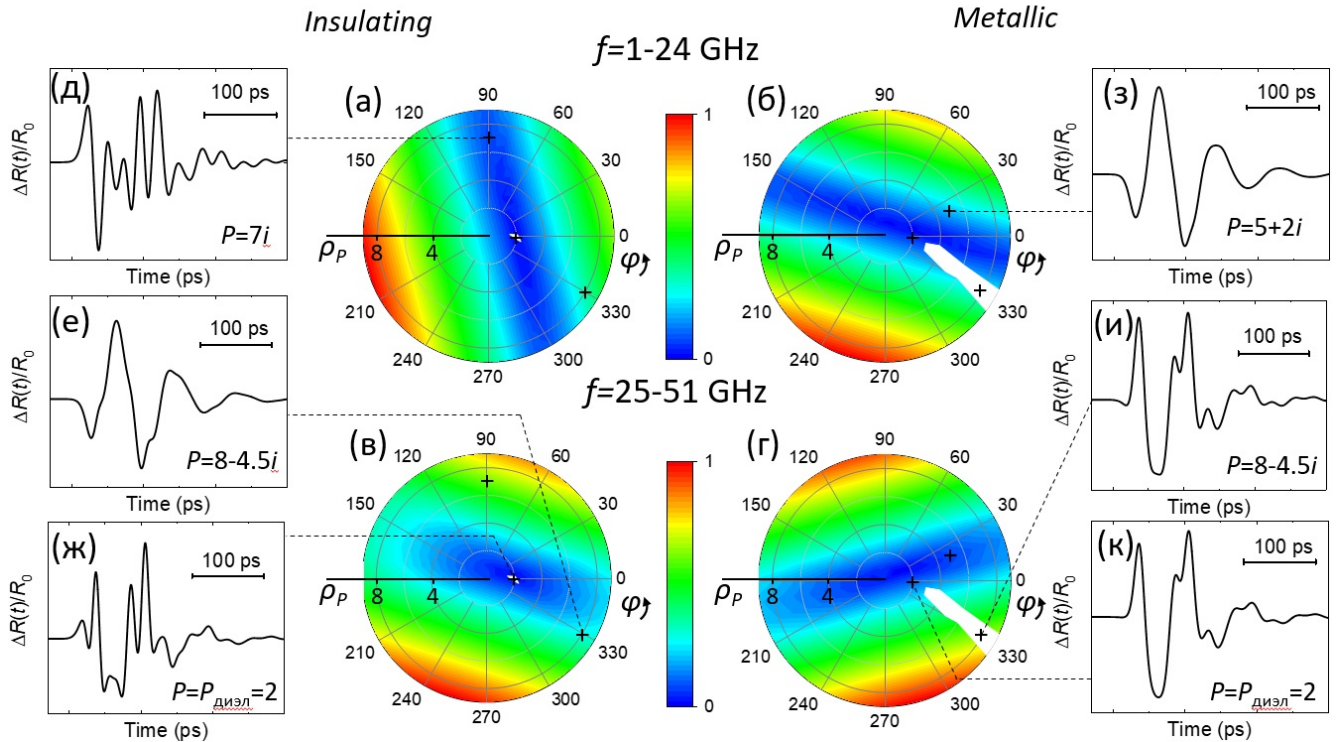 Insulating
Metallic
f=1-24 GHz
(д)
100 ps
ΔR(t)/R0
P=7i
Time (ps)
(е)
100 ps
ΔR(t)/R0
P=8-4.5i
Time (ps)
(ж)
100 ps
ΔR(t)/R0
P=Pдиэл=2
Time (ps)
(а)
90
120
60
150
30
ρP
8
4
0
φ
210
330
240
300
270
1
0
(б)
90
120
60
150
30
ρP
8
4
0
φ
210
330
240
300
270
f=25-51 GHz
(в)
90
120
60
150
30
ρP
8
4
0
φ
210
330
240
300
270
1
0
(г)
90
120
60
150
30
ρP
8
4
0
φ
210
330
240
300
270
(з)
100 ps
ΔR(t)/R0
P=5+2i
Time (ps)
(и)
100 ps
ΔR(t)/R0
P=8-4.5i
Time (ps)
(к)
100 ps
ΔR(t)/R0
P=Pдиэл=2
Time (ps)